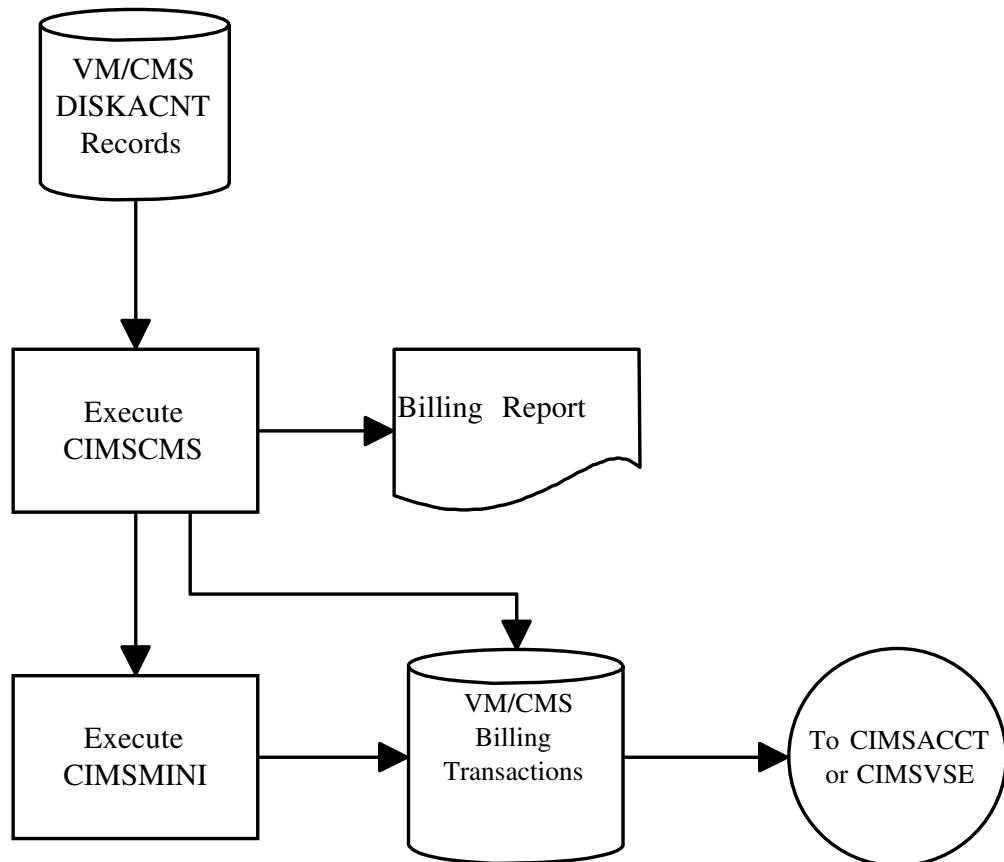 VM/CMS
DISKACNT
Records
Execute
CIMSCMS
Billing Report
Execute
CIMSMINI
VM/CMS
Billing
Transactions
To CIMSACCT
or CIMSVSE